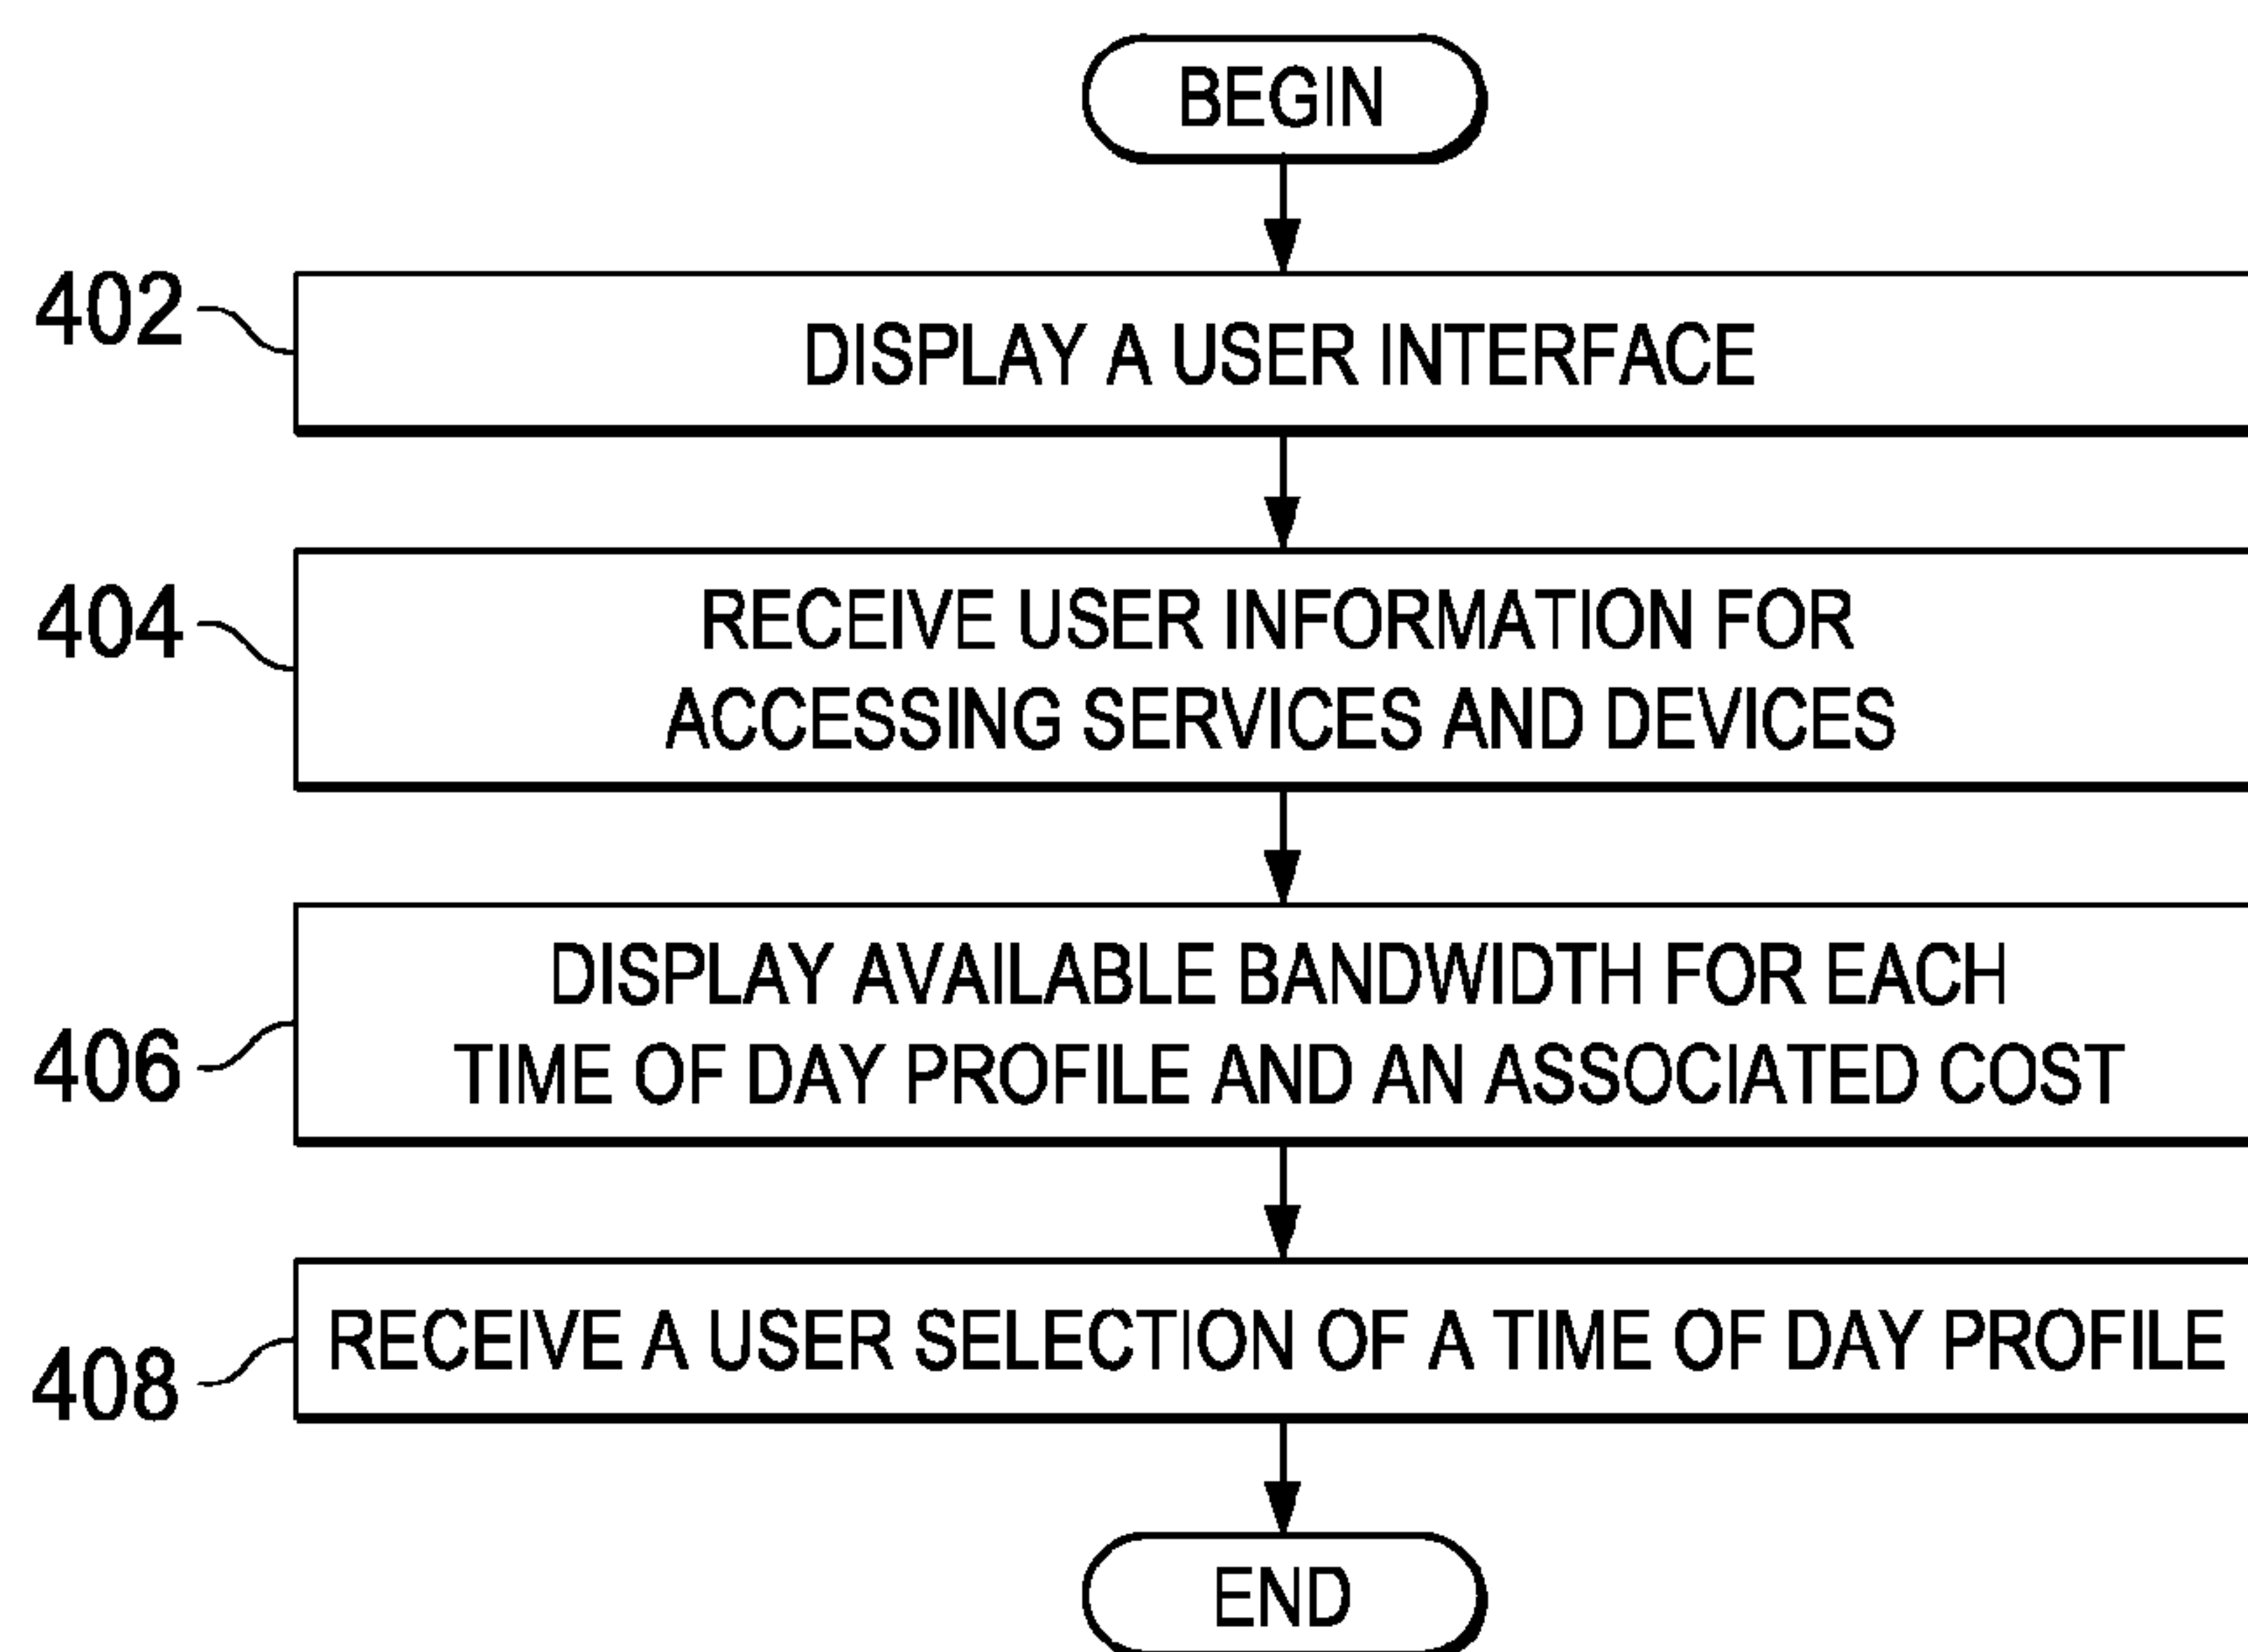 BEGIN
402
DISPLAY A USER INTERFACE
404
RECEIVE USER INFORMATION FOR
ACCESSING SERVICES AND DEVICES
406
DISPLAY AVAILABLE BANDWIDTH FOR EACH
TIME OF DAY PROFILE AND AN ASSOCIATED COST
408
RECEIVE A USER SELECTION OF A TIME OF DAY PROFILE
END